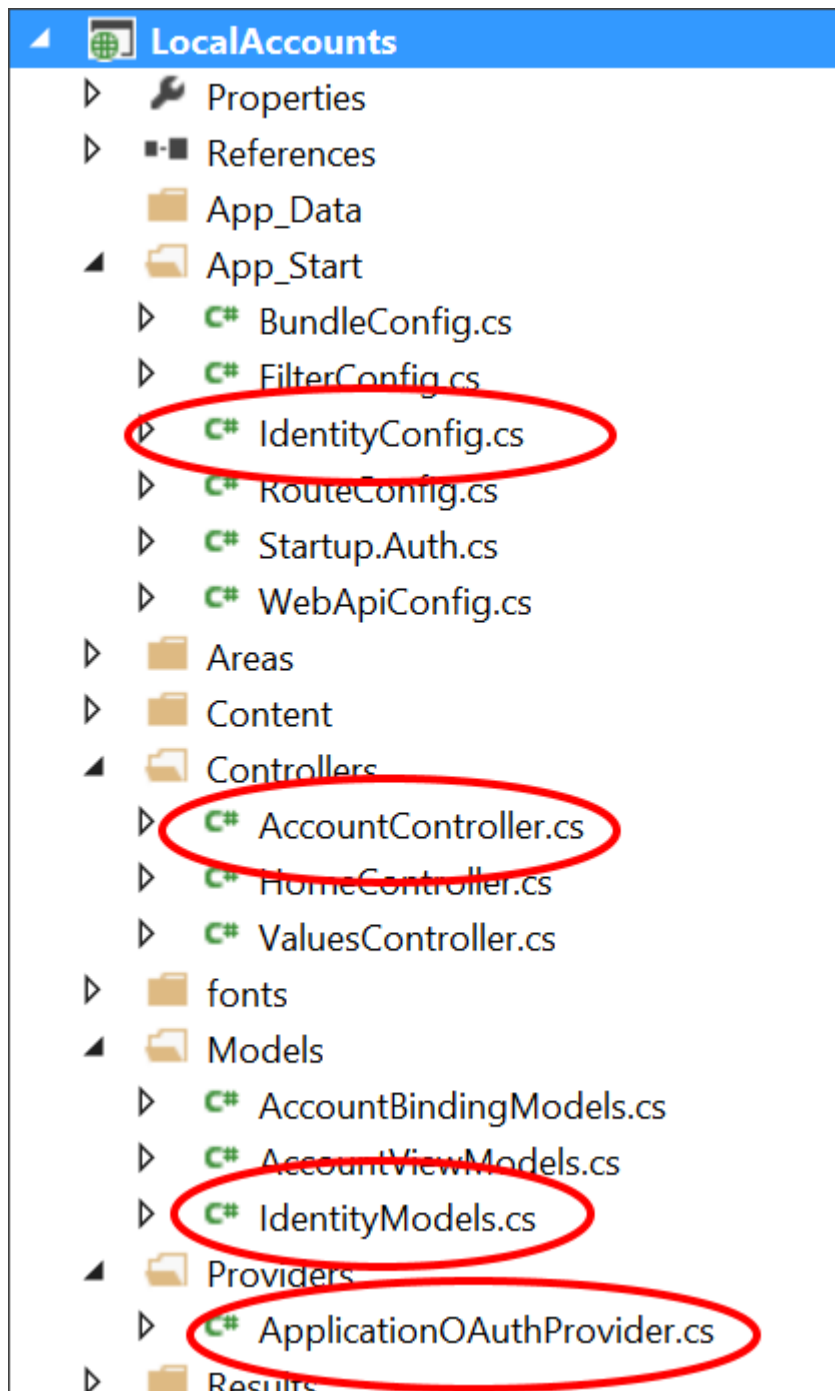 LocalAccounts
Properties
References
App_Data
App_Start
C# BundleConfig.cs
C# FilterConfig.cs
C# IdentityConfig.cs
C# RouteConfig.cs
C# Startup.Auth.cs
C# WebApiConfig.cs
Areas
Content
Controllers
C# AccountController.cs
C# HomeController.cs
C# ValuesController.cs
fonts
Models
C# AccountBindingModels.cs
C# AccountViewModels.cs
C# IdentityModels.cs
Providers
C# ApplicationOAuthProvider.cs
Results